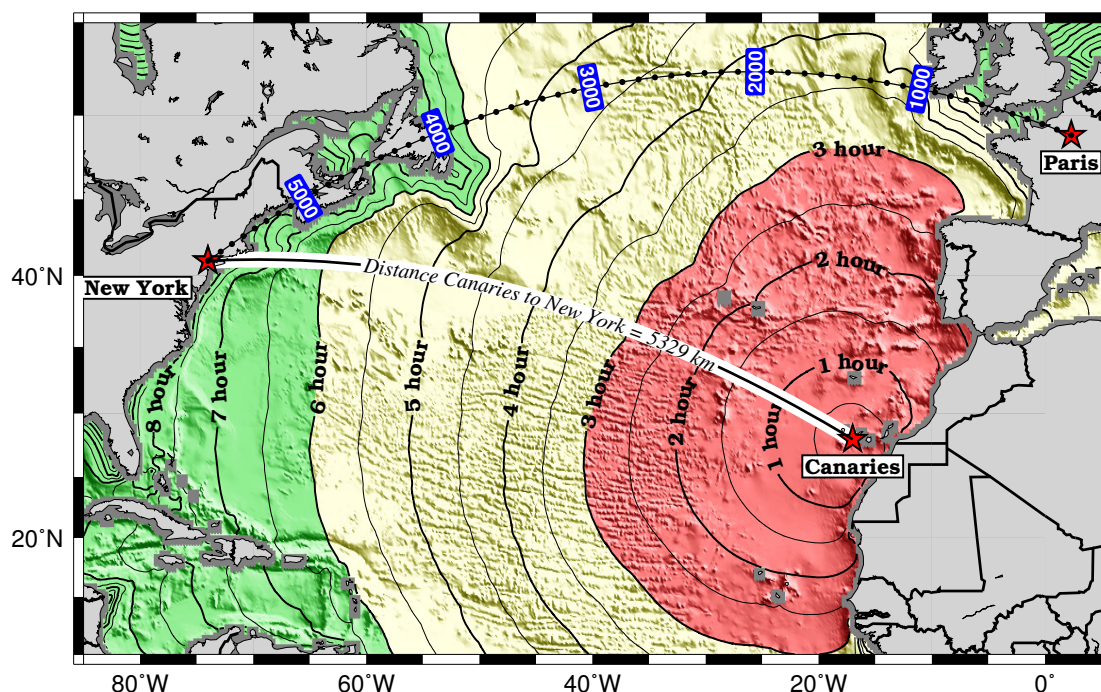 1000
2000
3000
4000
5000
Paris
3 hour
2 hour
1 hour
New York
Distance Canaries to New York = 5329 km
40°N
20°N
8 hour
7 hour
6 hour
5 hour
4 hour
3 hour
2 hour
1 hour
Canaries
80°W
60°W
40°W
20°W
0°